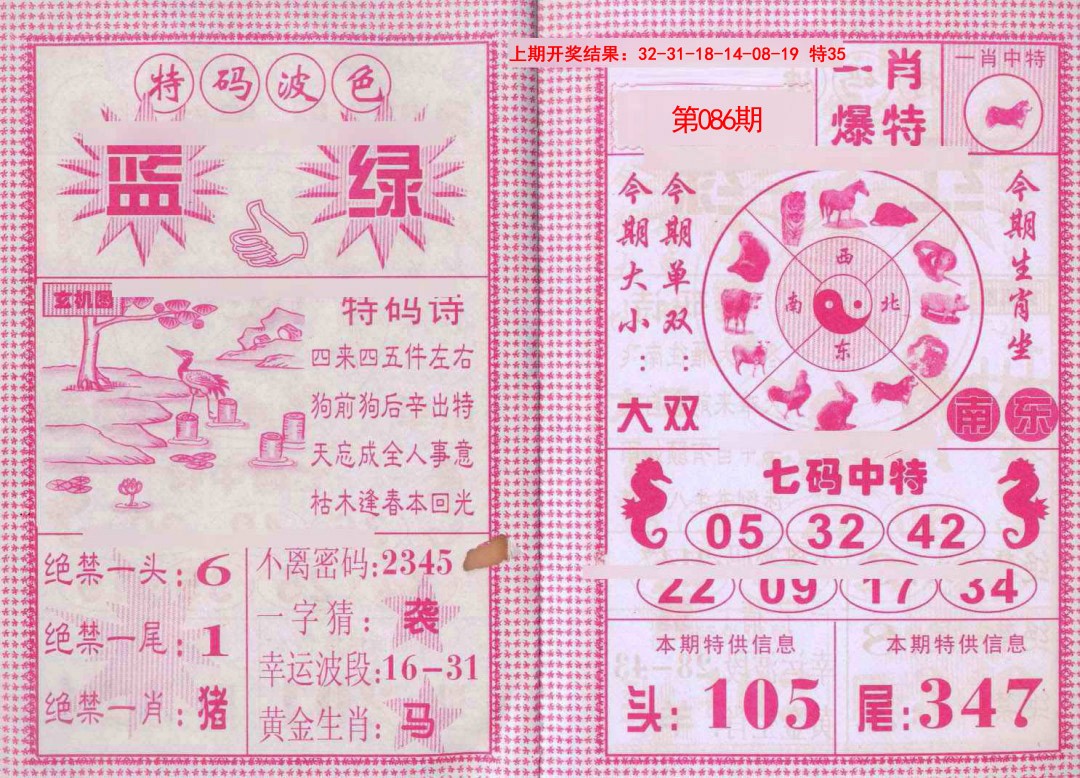 上期开奖结果：32-31-18-14-08-19 特35
特码波色
蓝 绿
玄机图
特码诗
四来四五件左右
狗前狗后辛出特
天忘成全人事意
枯木逢春本回光
绝禁一头：6
绝禁一尾：1
绝禁一肖：猪
不离密码:2345
一字猜：袭
幸运波段:16-31
黄金生肖：马
第086期
一肖
爆特
一肖中特
今期大小：大
今期单双：双
西
南 北
东
今期生肖坐
南东
七码中特
05 32 42
22 09 17 34
本期特供信息
头：105
本期特供信息
尾：347